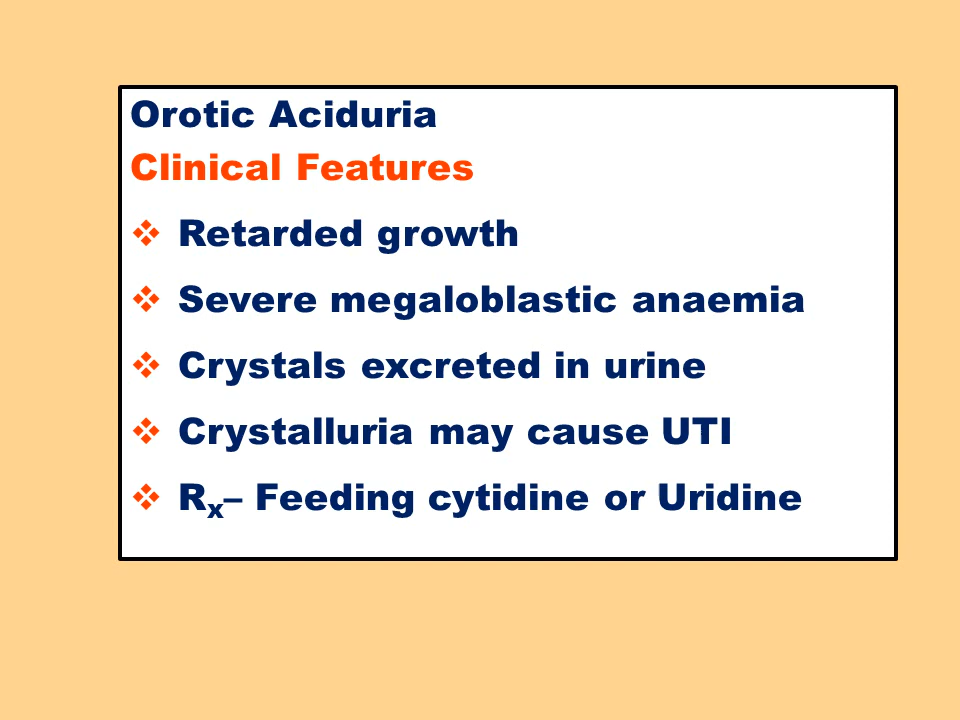 Orotic Aciduria
Clinical Features
❖ Retarded growth
❖ Severe megaloblastic anaemia
❖ Crystals excreted in urine
❖ Crystalluria may cause UTI
❖ Rx– Feeding cytidine or Uridine